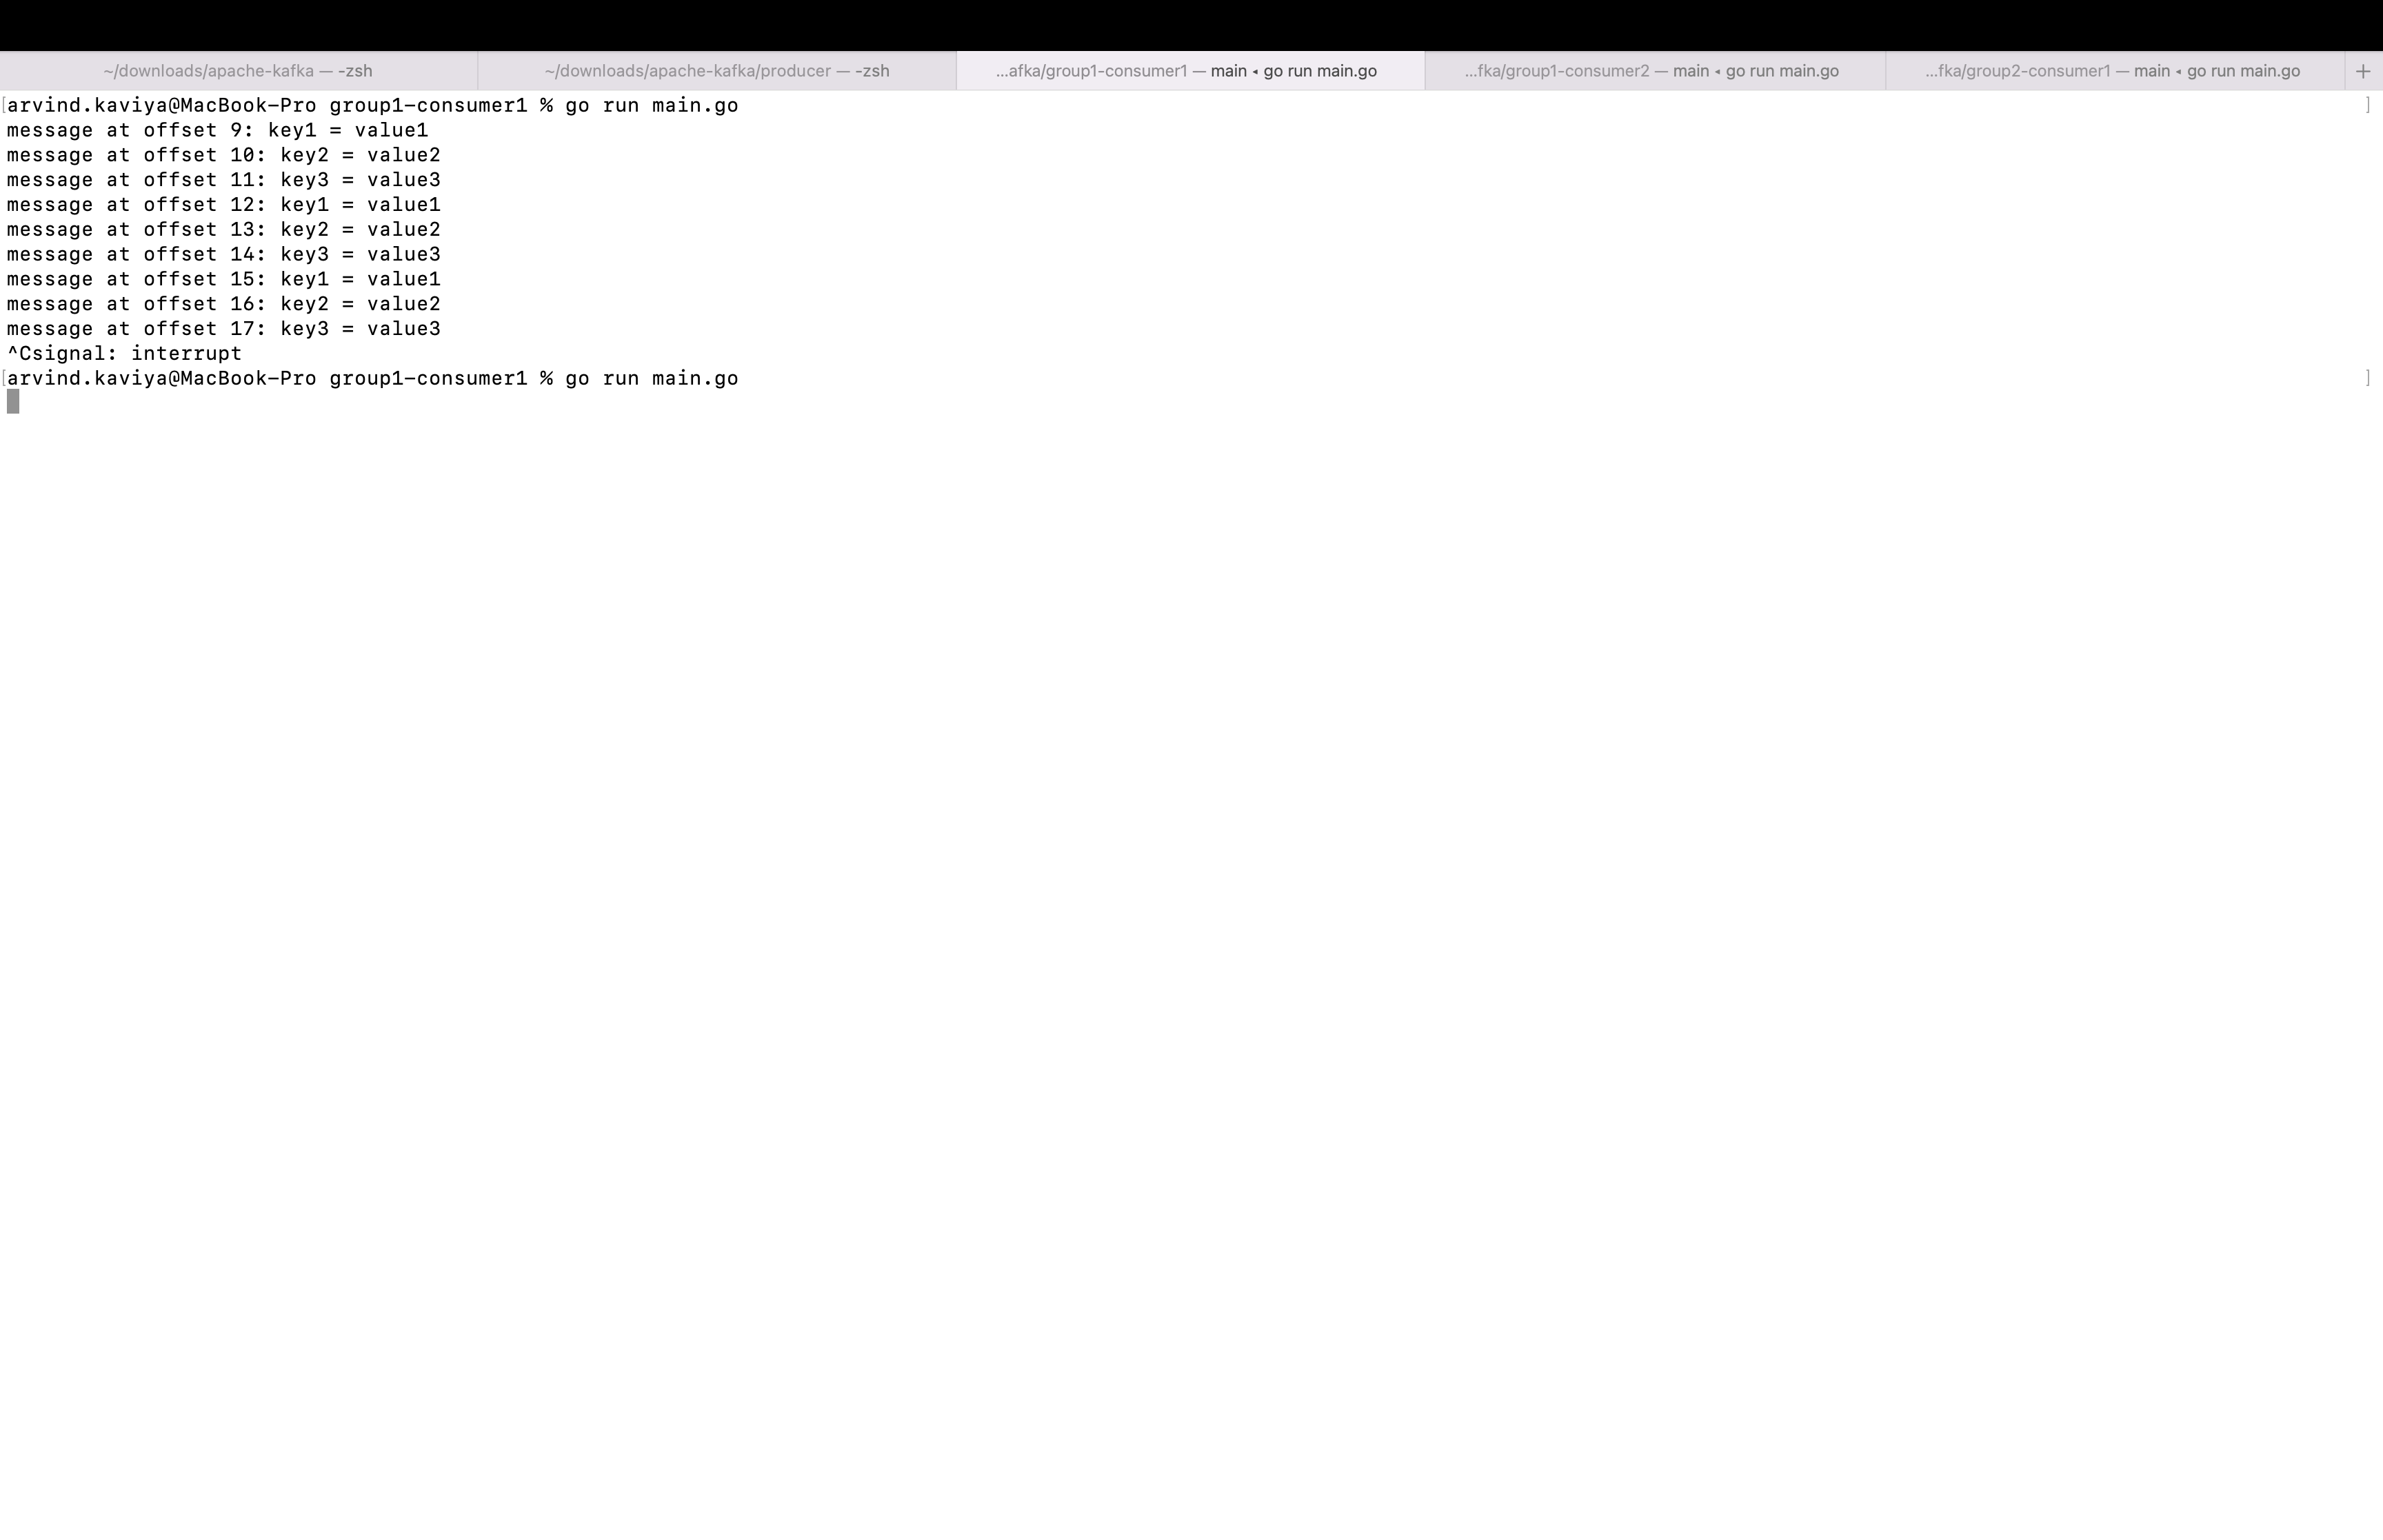 ~/downloads/apache-kafka — -zsh
~/downloads/apache-kafka/producer — -zsh
...afka/group1-consumer1 — main ◂ go run main.go
...fka/group1-consumer2 — main ◂ go run main.go
...fka/group2-consumer1 — main ◂ go run main.go
+
[arvind.kaviya@MacBook-Pro group1-consumer1 % go run main.go ]
message at offset 9: key1 = value1
message at offset 10: key2 = value2
message at offset 11: key3 = value3
message at offset 12: key1 = value1
message at offset 13: key2 = value2
message at offset 14: key3 = value3
message at offset 15: key1 = value1
message at offset 16: key2 = value2
message at offset 17: key3 = value3
^Csignal: interrupt
[arvind.kaviya@MacBook-Pro group1-consumer1 % go run main.go ]